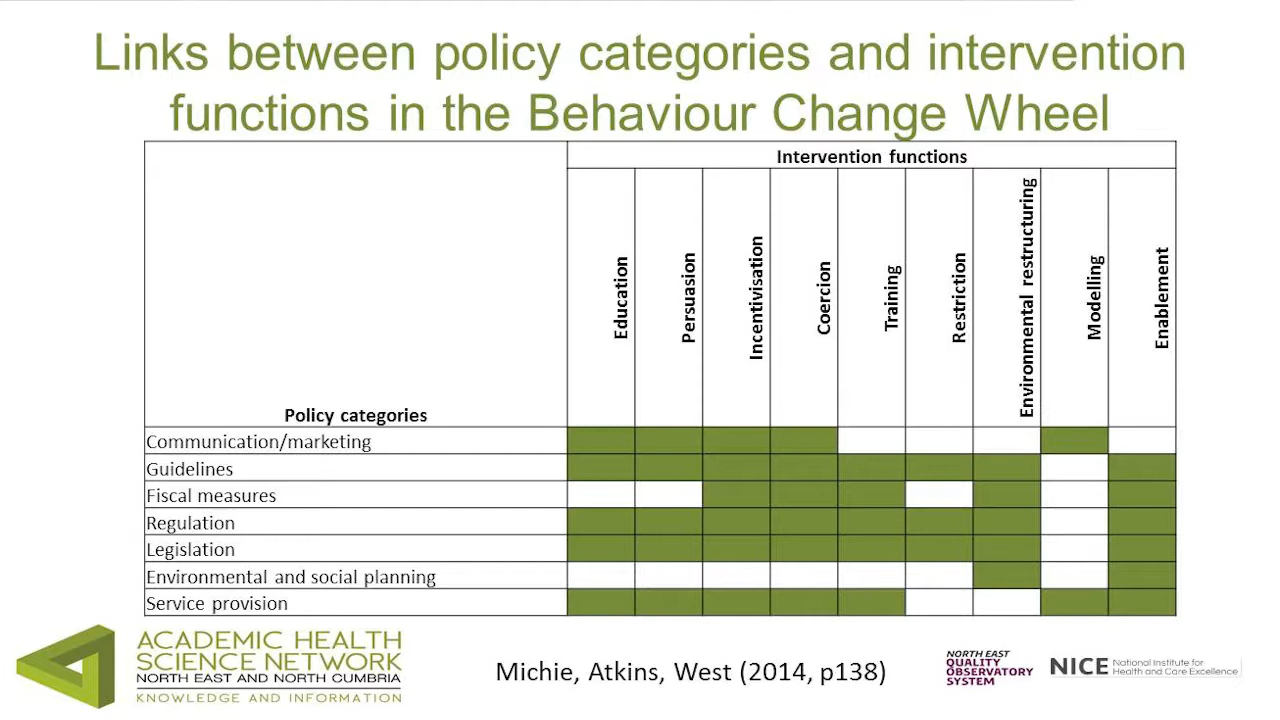 Links between policy categories and intervention
functions in the Behaviour Change Wheel
Intervention functions
Policy categories
Education
Persuasion
Incentivisation
Coercion
Training
Restriction
Environmental restructuring
Modelling
Enablement
Communication/marketing
Guidelines
Fiscal measures
Regulation
Legislation
Environmental and social planning
Service provision
ACADEMIC HEALTH
SCIENCE NETWORK
NORTH EAST AND NORTH CUMBRIA
KNOWLEDGE AND INFORMATION
Michie, Atkins, West (2014, p138)
NORTH EAST
QUALITY
OBSERVATORY
SYSTEM
NICE National Institute for
Health and Care Excellence